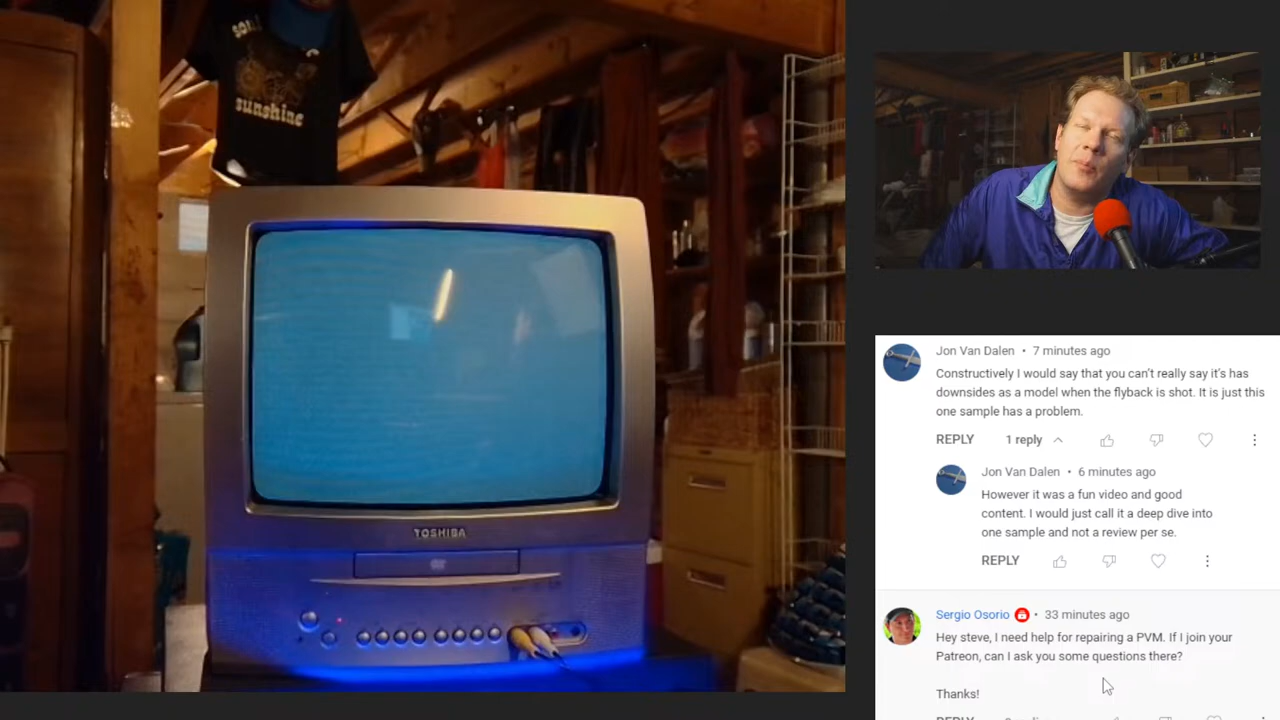 SOUL
sunshine
TOSHIBA
Jon Van Dalen • 7 minutes ago
Constructively I would say that you can't really say it's has
downsides as a model when the flyback is shot. It is just this
one sample has a problem.
REPLY 1 reply
Jon Van Dalen • 6 minutes ago
However it was a fun video and good
content. I would just call it a deep dive into
one sample and not a review per se.
REPLY
Sergio Osorio • 33 minutes ago
Hey steve, I need help for repairing a PVM. If I join your
Patreon, can I ask you some questions there?
Thanks!
REPLY